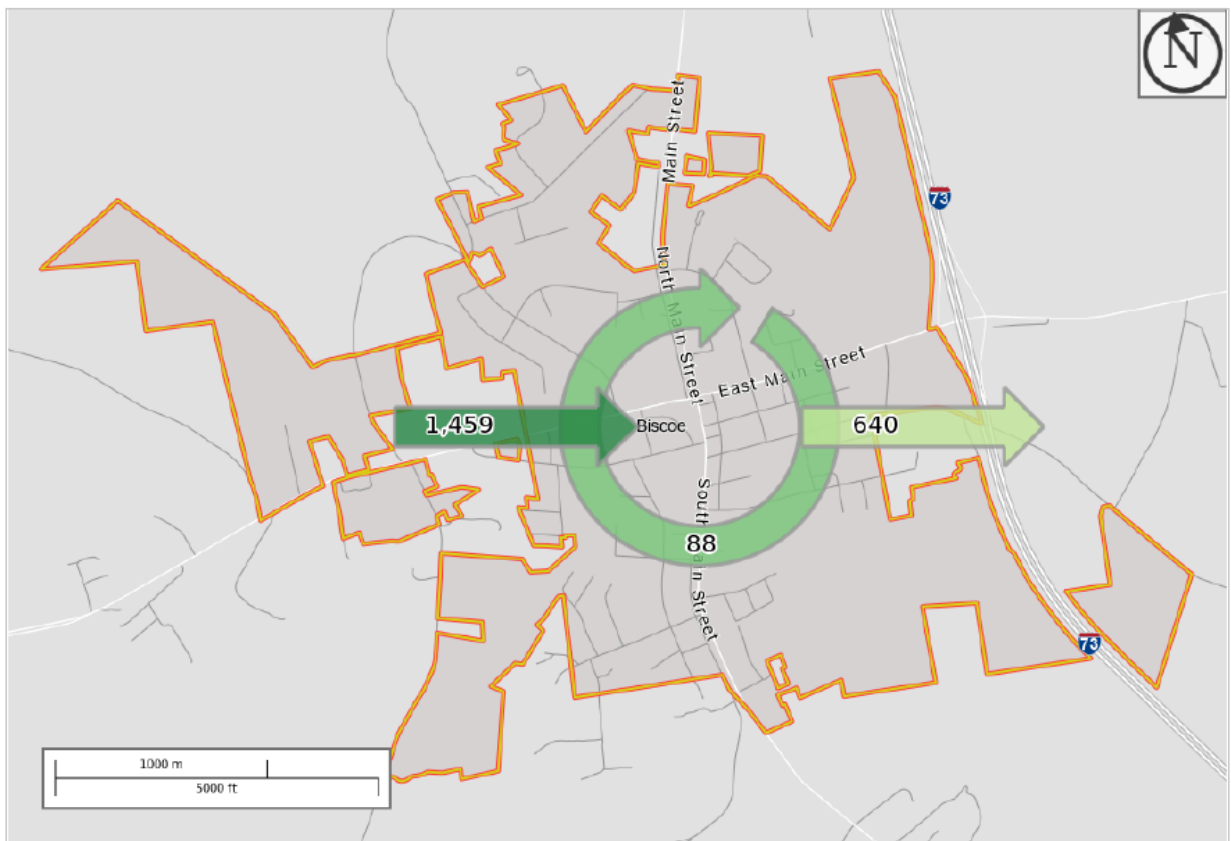 N
Main Street
73
North Main Street
East Main Street
1,459
Biscoe
640
88
South Main Street
73
1000 m
5000 ft